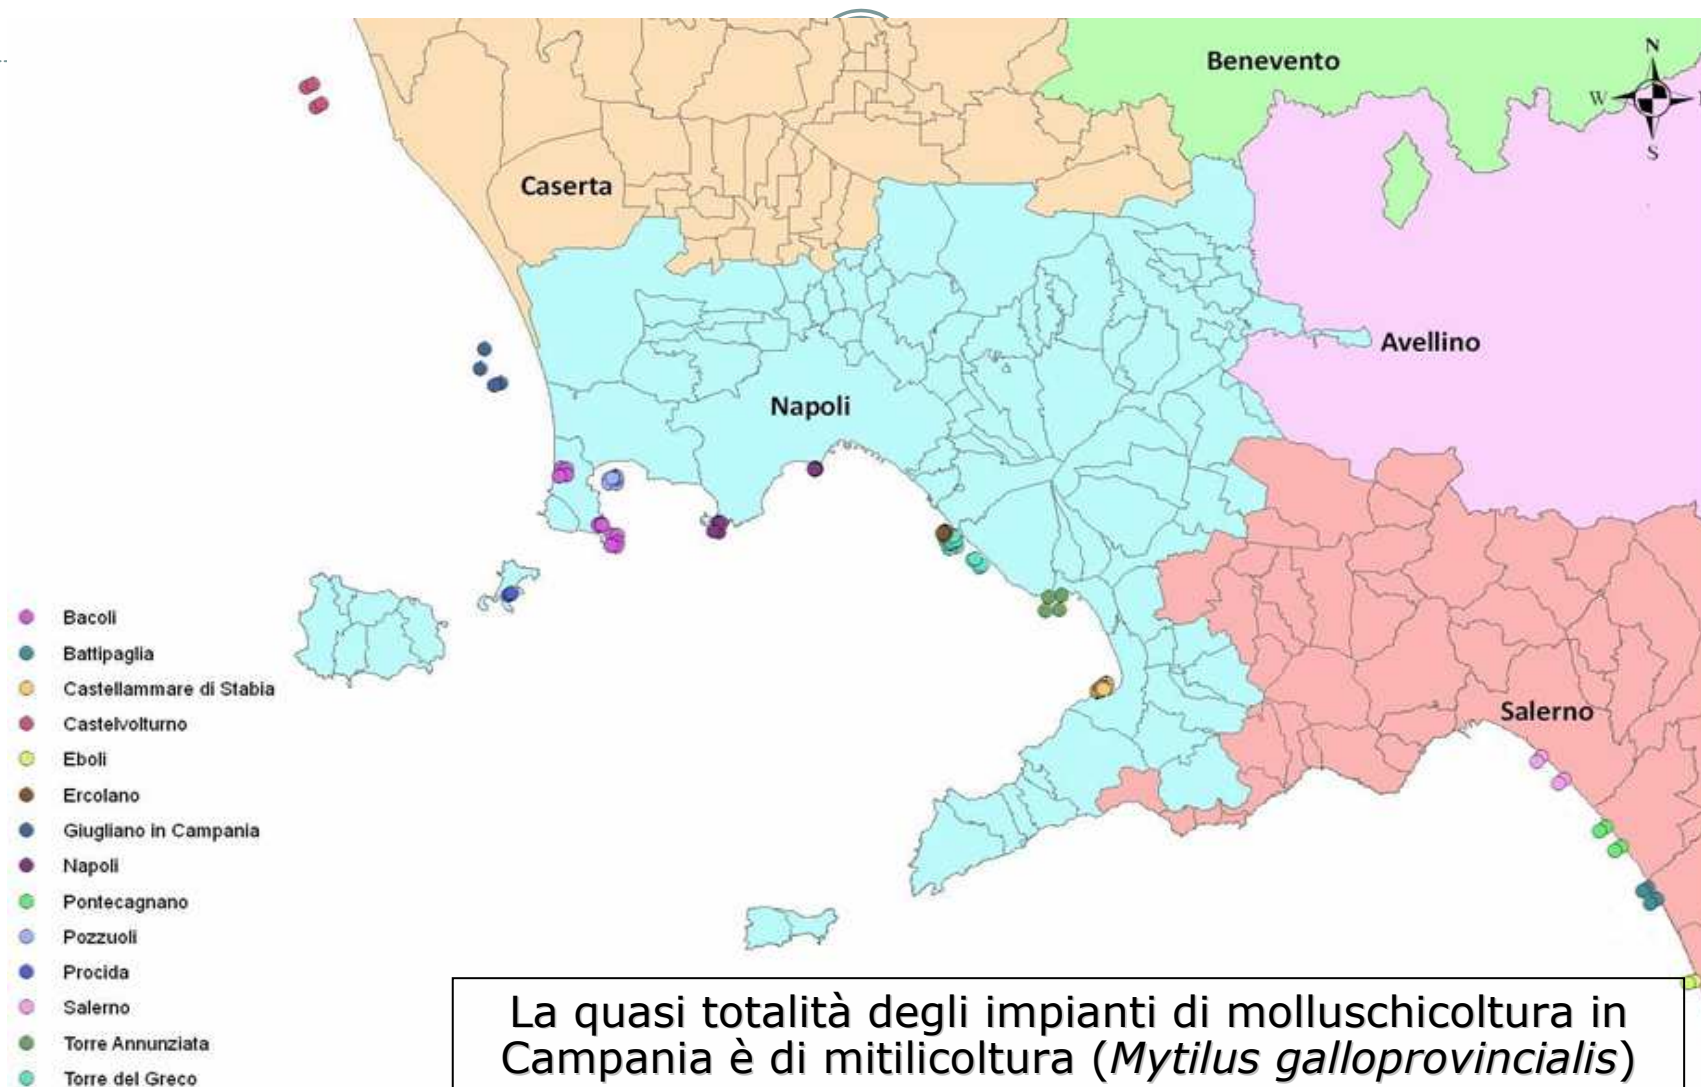 Benevento
N
W
S
Caserta
Avellino
Napoli
Salerno
Bacoli
Battipaglia
Castellammare di Stabia
Castelvolturno
Eboli
Ercolano
Giugliano in Campania
Napoli
Pontecagnano
Pozzuoli
Procida
Salerno
Torre Annunziata
Torre del Greco
La quasi totalità degli impianti di molluschicoltura in
Campania è di mitilicoltura (Mytilus galloprovincialis)